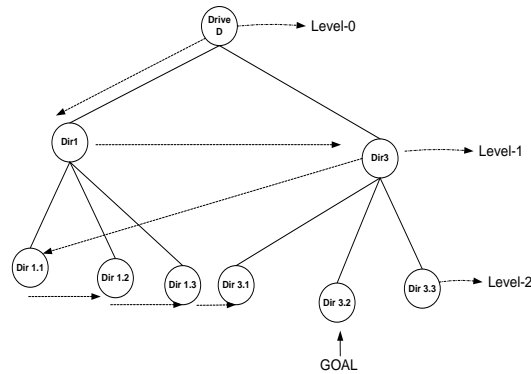 Drive
D
Level-0
Dir1
Dir3
Level-1
Dir 1.1
Dir 1.2
Dir 1.3
Dir 3.1
Dir 3.2
Dir 3.3
Level-2
GOAL